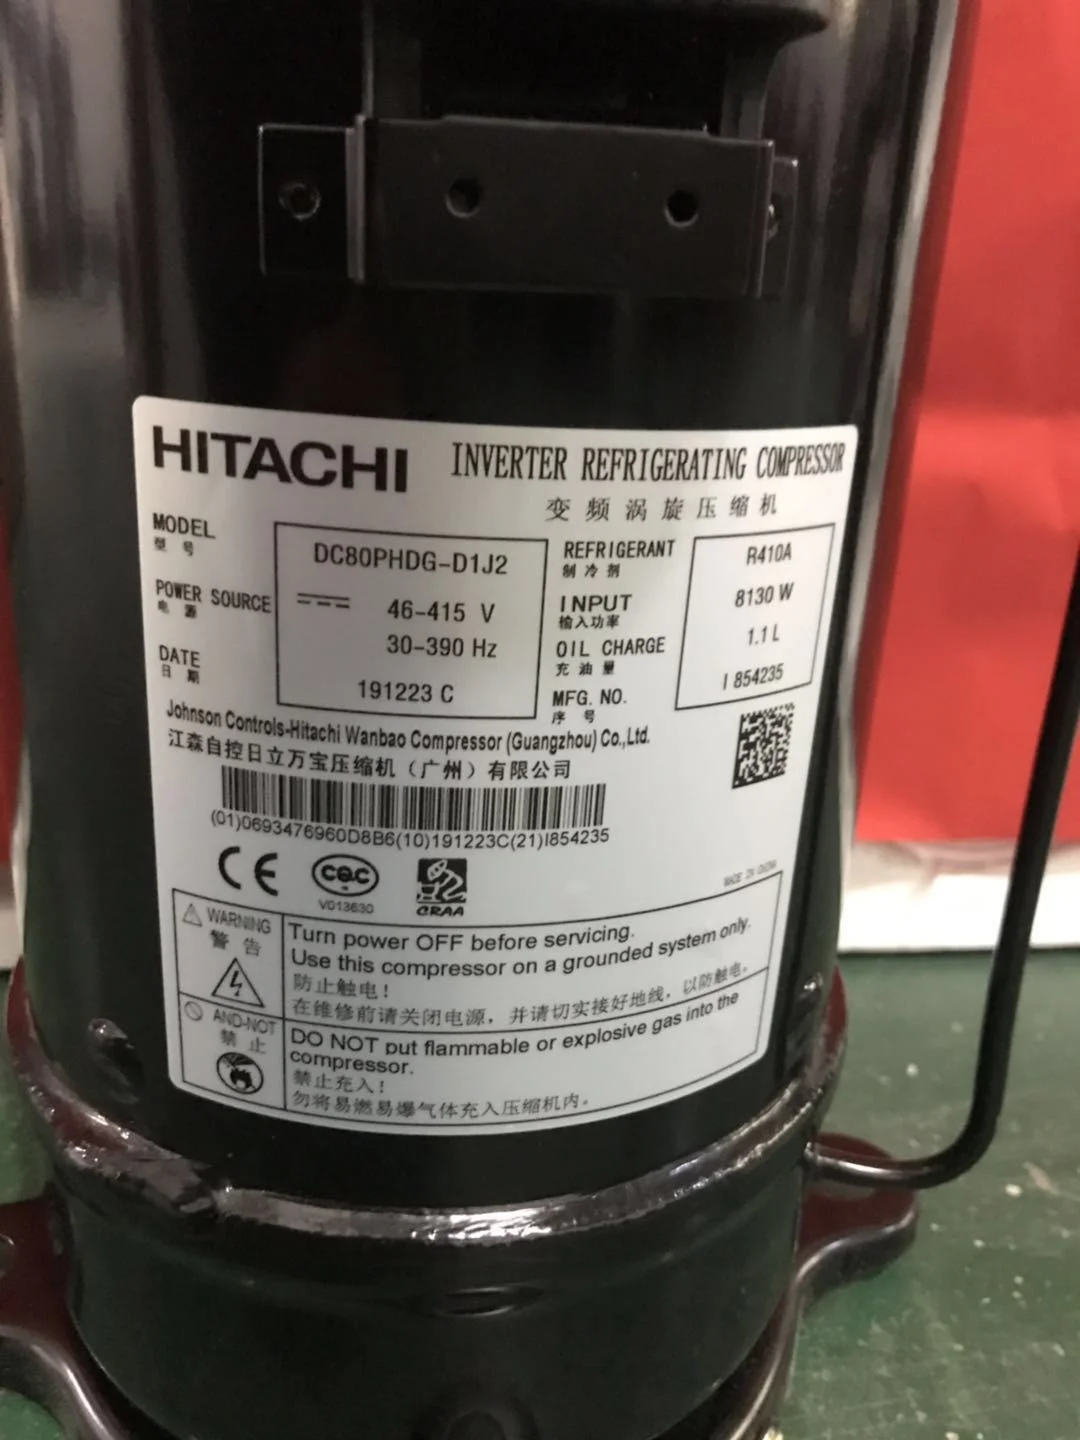 HITACHI
INVERTER REFRIGERATING COMPRESSOR
变频涡旋压缩机
MODEL
型号
DC80PHDG-D1J2
POWER SOURCE
电源
46-415 V
30-390 Hz
DATE
日期
191223 C
REFRIGERANT
制冷剂
R410A
INPUT
输入功率
8130 W
OIL CHARGE
充油量
1.1 L
MFG. NO.
序号
I 854235
Johnson Controls-Hitachi Wanbao Compressor (Guangzhou) Co.,Ltd.
江森自控日立万宝压缩机（广州）有限公司
(01)0693476960D8B6(10)191223C(21)I854235
CE
CQC
V013630
CRAA
MADE IN CHINA
WARNING
警告
Turn power OFF before servicing.
Use this compressor on a grounded system only.
防止触电！
在维修前请关闭电源，并请切实接好地线，以防触电。
AND-NOT
禁止
DO NOT put flammable or explosive gas into the
compressor.
禁止充入！
勿将易燃易爆气体充入压缩机内。